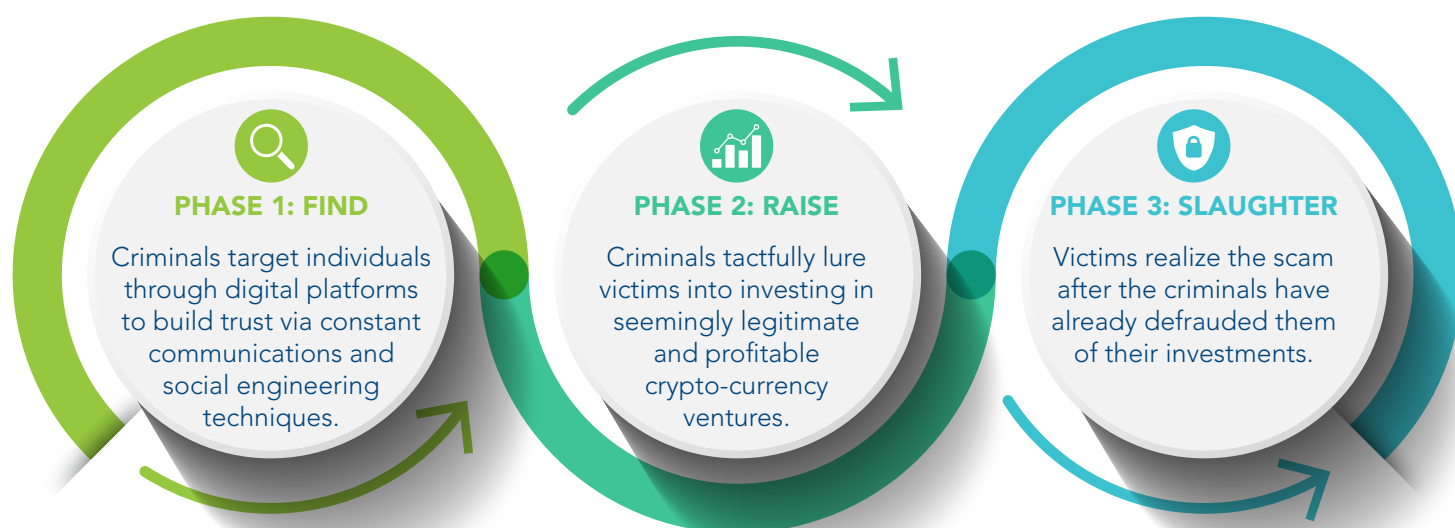 PHASE 1: FIND
Criminals target individuals
through digital platforms
to build trust via constant
communications and
social engineering
techniques.
PHASE 2: RAISE
Criminals tactfully lure
victims into investing in
seemingly legitimate
and profitable
crypto-currency
ventures.
PHASE 3: SLAUGHTER
Victims realize the scam
after the criminals have
already defrauded them
of their investments.